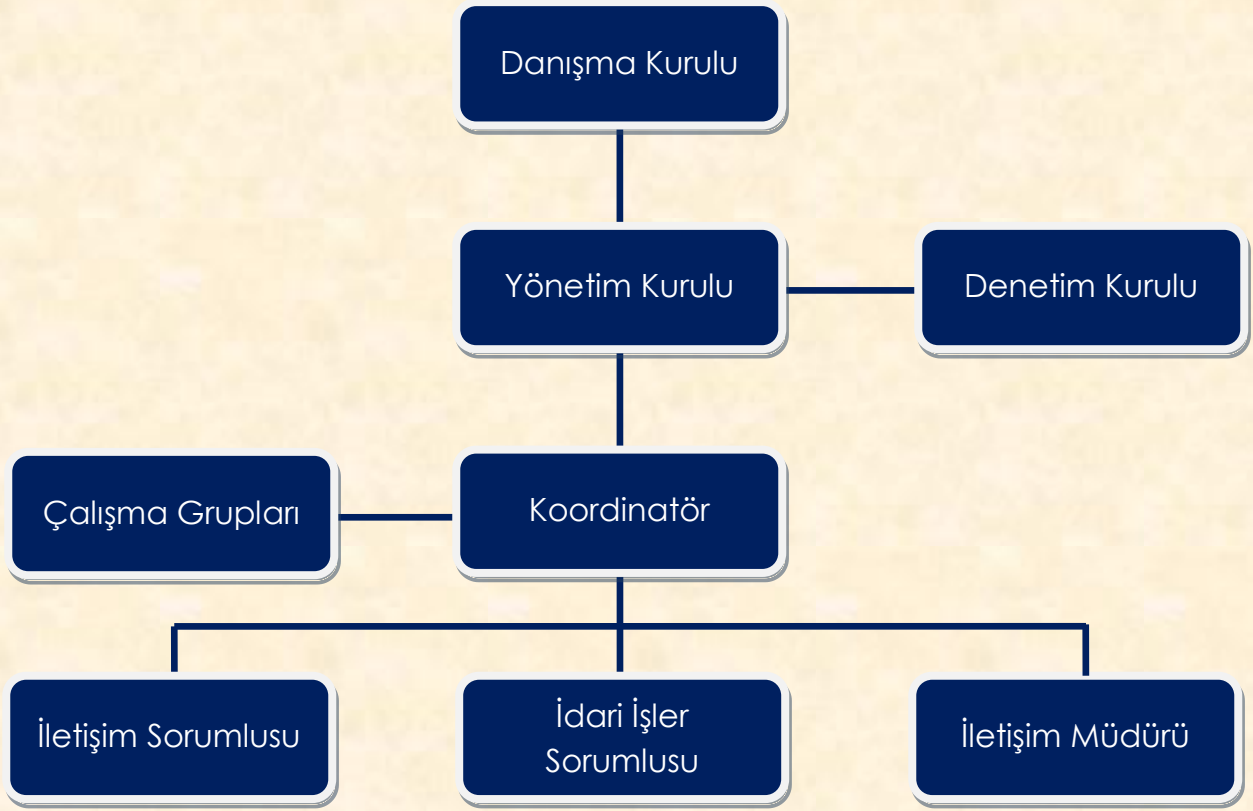 Danışma Kurulu
Yönetim Kurulu
Denetim Kurulu
Çalışma Grupları
Koordinatör
İletişim Sorumlusu
İdari İşler
Sorumlusu
İletişim Müdürü